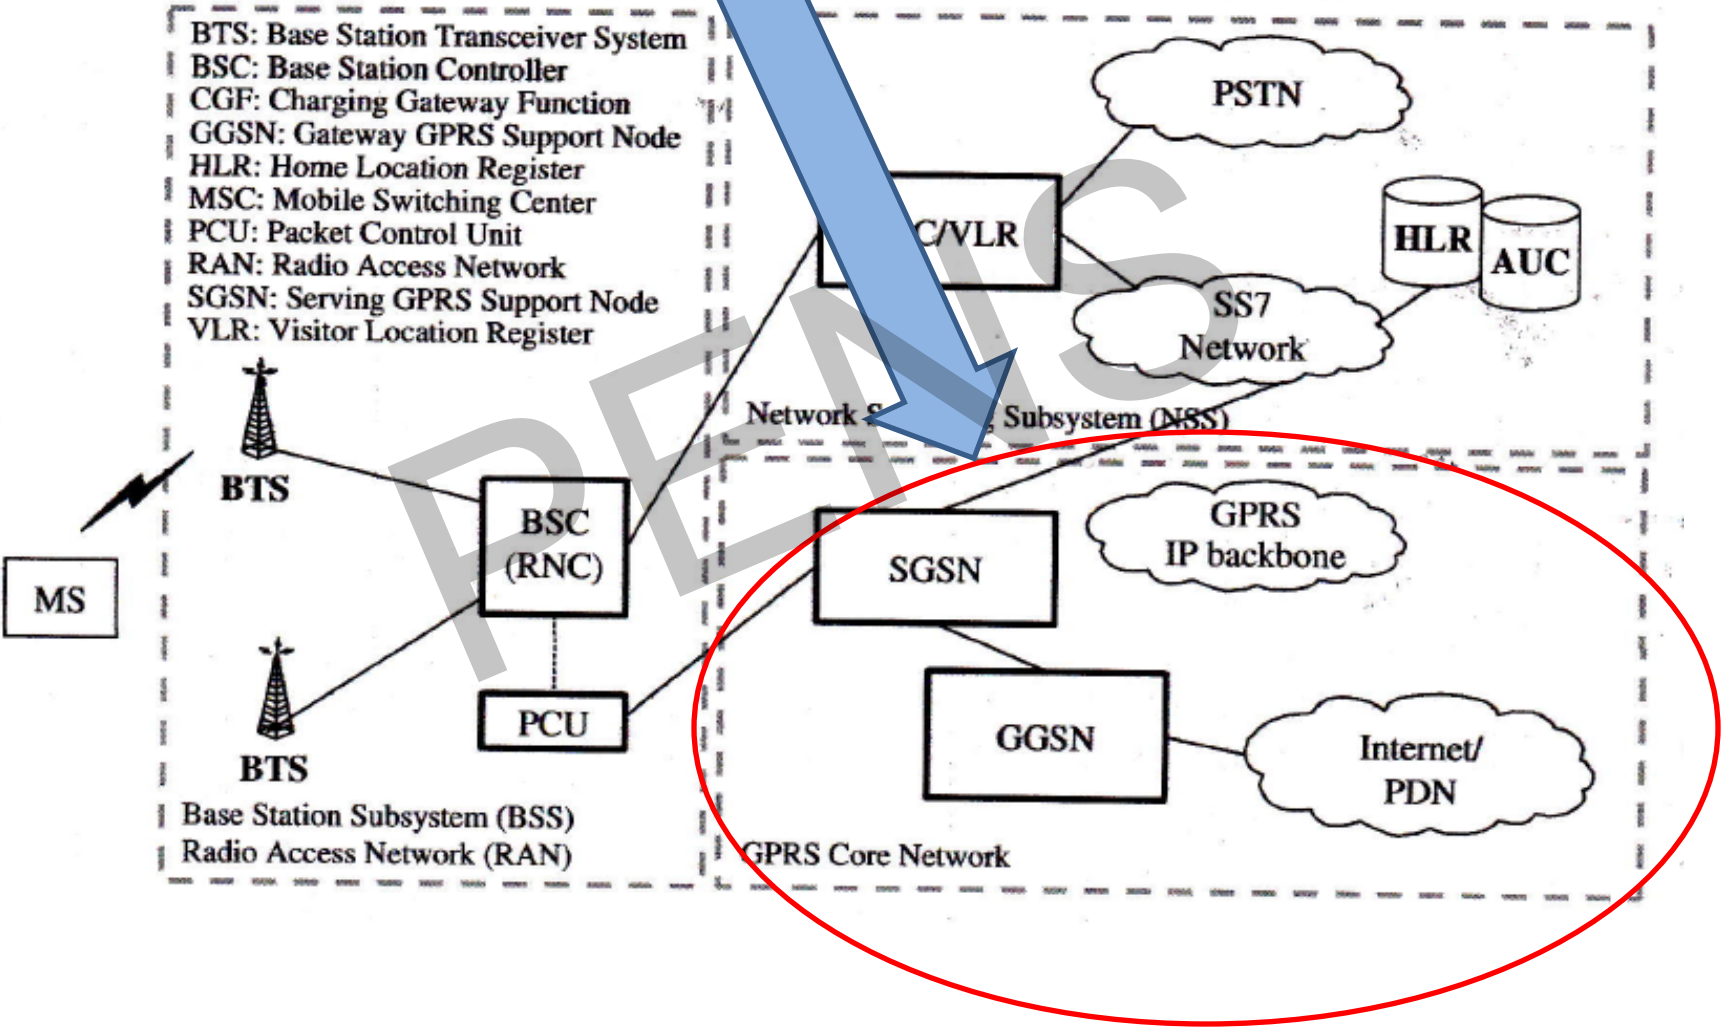 BTS: Base Station Transceiver System
BSC: Base Station Controller
CGF: Charging Gateway Function
GGSN: Gateway GPRS Support Node
HLR: Home Location Register
MSC: Mobile Switching Center
PCU: Packet Control Unit
RAN: Radio Access Network
SGSN: Serving GPRS Support Node
VLR: Visitor Location Register
PSTN
C/VLR
HLR
AUC
SS7
Network
Network Subsystem (NSS)
PENS
BTS
MS
BSC
(RNC)
PCU
BTS
Base Station Subsystem (BSS)
Radio Access Network (RAN)
SGSN
GPRS
IP backbone
GGSN
Internet/
PDN
GPRS Core Network